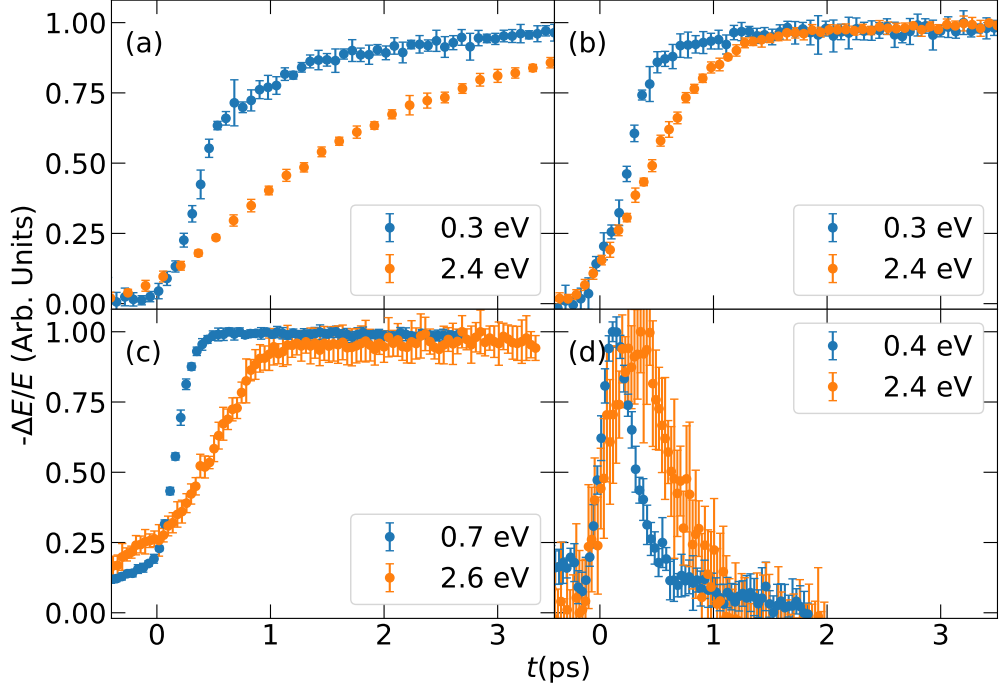 (a)
1.00
0.75
0.50
0.25
0.00
0.3 eV
2.4 eV
(b)
0.3 eV
2.4 eV
(c)
1.00
0.75
0.50
0.25
0.00
0.7 eV
2.6 eV
0 1 2 3
(d)
0.4 eV
2.4 eV
0 1 2 3
-ΔE/E (Arb. Units)
t(ps)